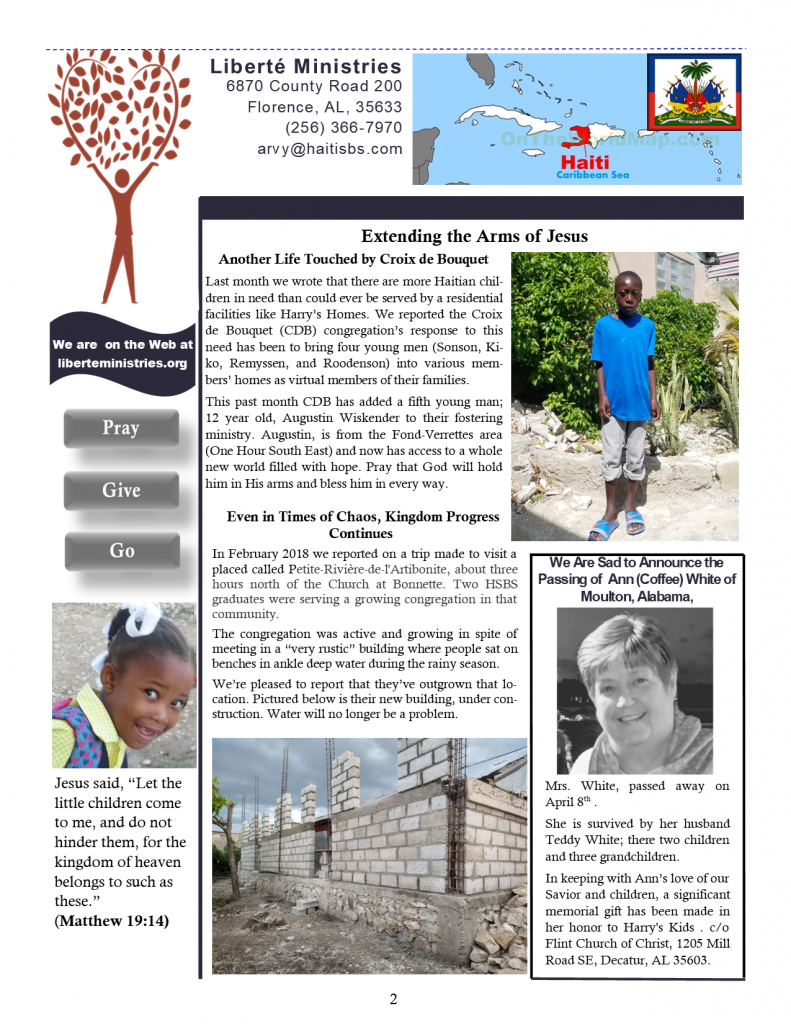 Liberté Ministries
6870 County Road 200
Florence, AL, 35633
(256) 366-7970
arvy@haitisbs.com
OnTheWorldMap.com
Haiti
Caribbean Sea
We are on the Web at
liberteministries.org
Pray
Give
Go
Jesus said, “Let the
little children come
to me, and do not
hinder them, for the
kingdom of heaven
belongs to such as
these.”
(Matthew 19:14)
Extending the Arms of Jesus
Another Life Touched by Croix de Bouquet
Last month we wrote that there are more Haitian chil-
dren in need than could ever be served by a residential
facilities like Harry’s Homes. We reported the Croix
de Bouquet (CDB) congregation’s response to this
need has been to bring four young men (Sonson, Ki-
ko, Remyssen, and Roodenson) into various mem-
bers’ homes as virtual members of their families.
This past month CDB has added a fifth young man;
12 year old, Augustin Wiskender to their fostering
ministry. Augustin, is from the Fond-Verrettes area
(One Hour South East) and now has access to a whole
new world filled with hope. Pray that God will hold
him in His arms and bless him in every way.
Even in Times of Chaos, Kingdom Progress
Continues
In February 2018 we reported on a trip made to visit a
placed called Petite-Rivière-de-l'Artibonite, about three
hours north of the Church at Bonnette. Two HSBS
graduates were serving a growing congregation in that
community.
The congregation was active and growing in spite of
meeting in a “very rustic” building where people sat on
benches in ankle deep water during the rainy season.
We’re pleased to report that they’ve outgrown that lo-
cation. Pictured below is their new building, under con-
struction. Water will no longer be a problem.
We Are Sad to Announce the
Passing of Ann (Coffee) White of
Moulton, Alabama,
Mrs. White, passed away on
April 8th .
She is survived by her husband
Teddy White; there two children
and three grandchildren.
In keeping with Ann’s love of our
Savior and children, a significant
memorial gift has been made in
her honor to Harry's Kids . c/o
Flint Church of Christ, 1205 Mill
Road SE, Decatur, AL 35603.
2